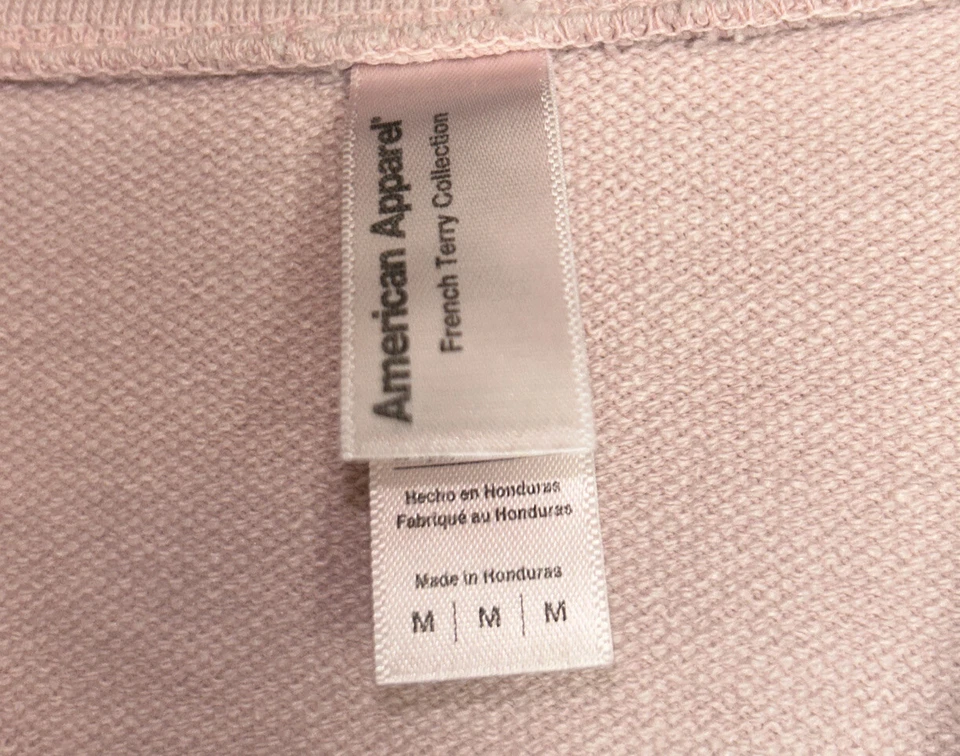 American Apparel
French Terry Collection
Hecho en Honduras
Fabriqué au Honduras
Made in Honduras
M | M | M